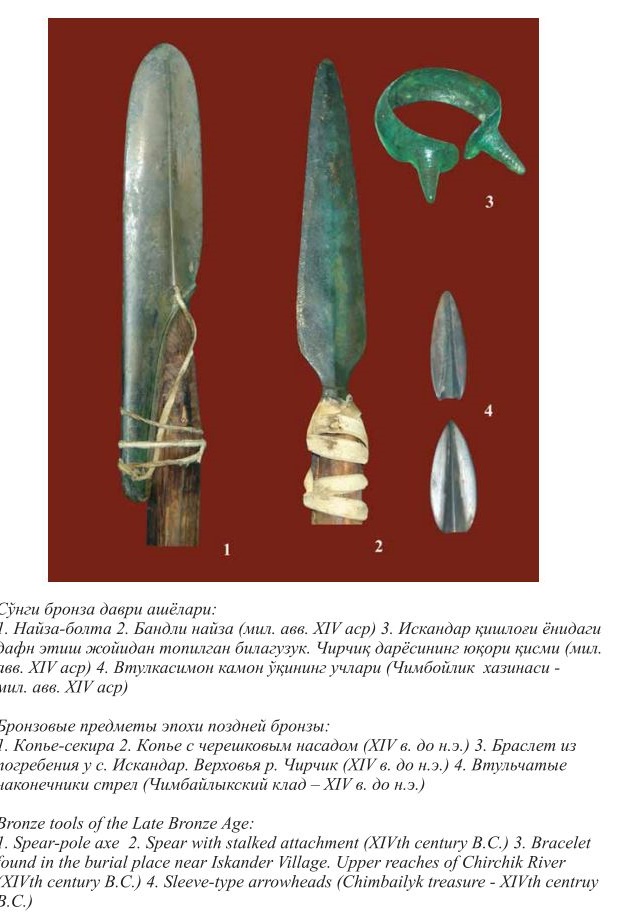 3
4
1
2
Сўнги бронза даври ашёлари:
1. Найза-болта 2. Бандли найза (мил. авв. XIV аср) 3. Искандар қишлоғи ёнидаги
дафн этиш жойидан топилган билагузук. Чирчиқ дарёсининг юқори қисми (мил.
авв. XIV аср) 4. Втулкасимон камон ўқининг учлари (Чимбойлик хазинаси -
мил. авв. XIV аср)
Бронзовые предметы эпохи поздней бронзы:
1. Копье-секира 2. Копье с черешковым насадом (XIV в. до н.э.) 3. Браслет из
погребения у с. Искандар. Верховья р. Чирчик (XIV в. до н.э.) 4. Втульчатые
наконечники стрел (Чимбайлыкский клад – XIV в. до н.э.)
Bronze tools of the Late Bronze Age:
1. Spear-pole axe 2. Spear with stalked attachment (XIVth century B.C.) 3. Bracelet
found in the burial place near Iskander Village. Upper reaches of Chirchik River
(XIVth century B.C.) 4. Sleeve-type arrowheads (Chimbailyk treasure - XIVth centruy
B.C.)